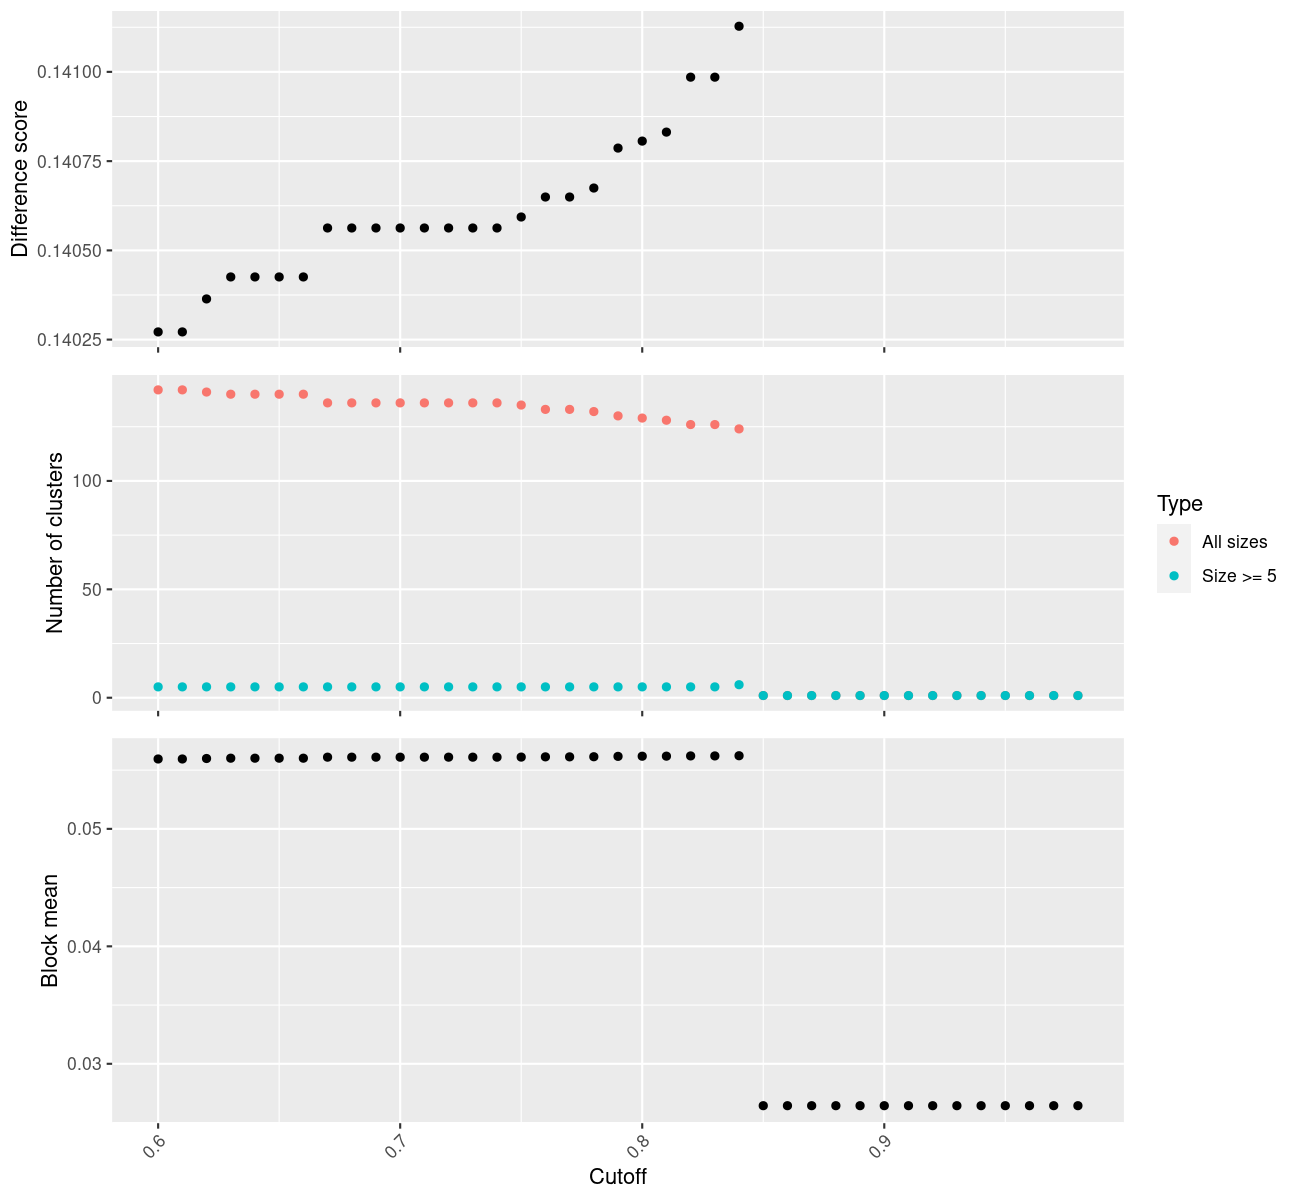 Difference score
0.14100
0.14075
0.14050
0.14025
Number of clusters
100
50
0
Type
All sizes
Size >= 5
Block mean
0.05
0.04
0.03
0.6
0.7
0.8
0.9
Cutoff